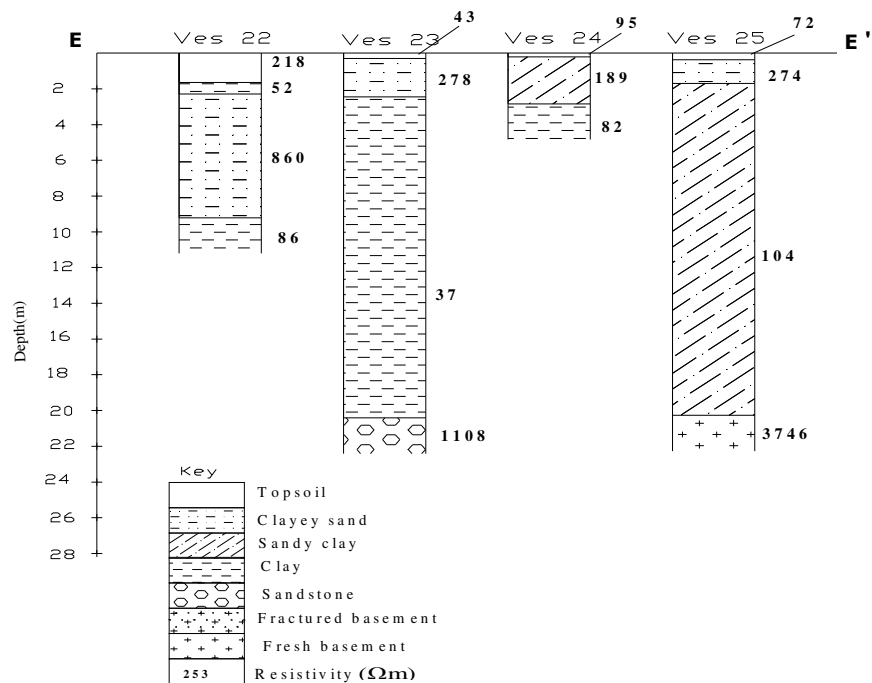 E Ves 22 Ves 23 43 Ves 24 95 Ves 25 72 E'
218
52
860
86
278
37
1108
189
82
274
104
3746
Depth(m)
2
4
6
8
10
12
14
16
18
20
22
24
26
28
Key
Topsoil
Clayey sand
Sandy clay
Clay
Sandstone
Fractured basement
Fresh basement
253 Resistivity (Ωm)